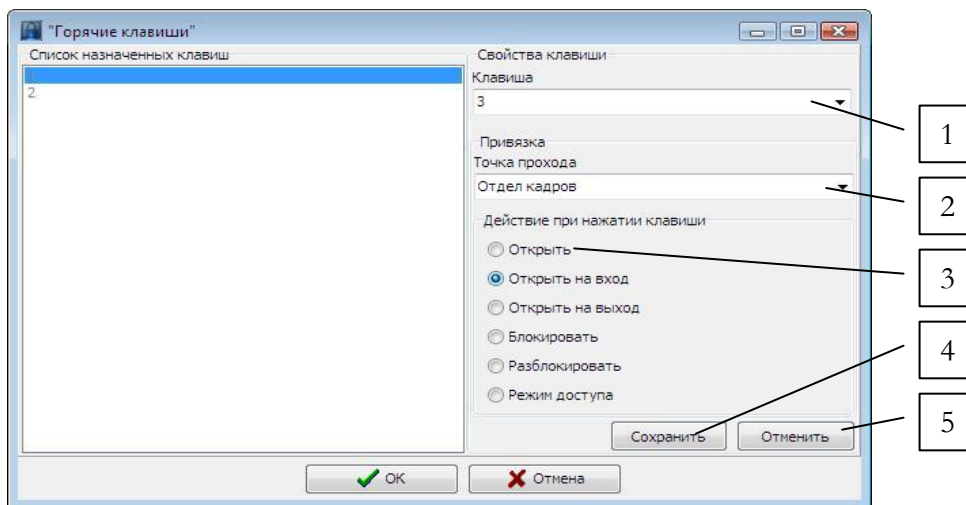 "Горячие клавиши"
Список назначенных клавиш
2
Свойства клавиши
Клавиша
3
Привязка
Точка прохода
Отдел кадров
Действие при нажатии клавиши
Открыть
Открыть на вход
Открыть на выход
Блокировать
Разблокировать
Режим доступа
Сохранить Отменить
OK Отмена
1
2
3
4
5